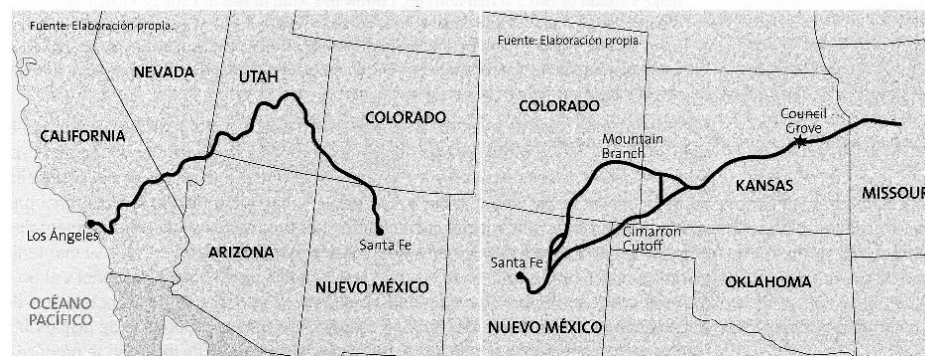 Fuente: Elaboración propia.
NEVADA
UTAH
COLORADO
CALIFORNIA
Los Ángeles
ARIZONA
Santa Fe
NUEVO MÉXICO
OCÉANO
PACÍFICO
Fuente: Elaboración propia.
COLORADO
Council
Grove
Mountain
Branch
KANSAS
MISSOUR
Cimarron
Cutoff
Santa Fe
OKLAHOMA
NUEVO MÉXICO